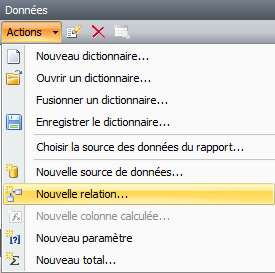 Données
Actions
Nouveau dictionnaire...
Ouvrir un dictionnaire...
Fusionner un dictionnaire...
Enregistrer le dictionnaire...
Choisir la source des données du rapport...
Nouvelle source de données...
Nouvelle relation...
Nouvelle colonne calculée...
Nouveau paramètre
Nouveau total...